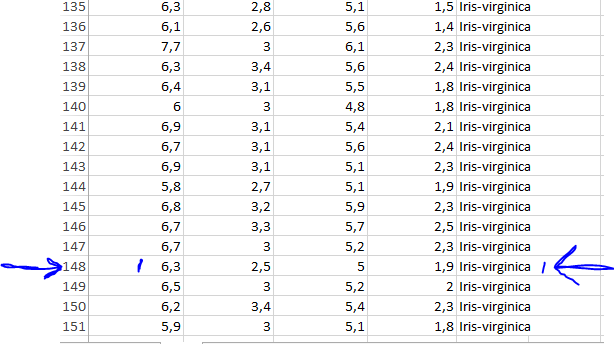 135 6,3 2,8 5,1 1,5 Iris-virginica
136 6,1 2,6 5,6 1,4 Iris-virginica
137 7,7 3 6,1 2,3 Iris-virginica
138 6,3 3,4 5,6 2,4 Iris-virginica
139 6,4 3,1 5,5 1,8 Iris-virginica
140 6 3 4,8 1,8 Iris-virginica
141 6,9 3,1 5,4 2,1 Iris-virginica
142 6,7 3,1 5,6 2,4 Iris-virginica
143 6,9 3,1 5,1 2,3 Iris-virginica
144 5,8 2,7 5,1 1,9 Iris-virginica
145 6,8 3,2 5,9 2,3 Iris-virginica
146 6,7 3,3 5,7 2,5 Iris-virginica
147 6,7 3 5,2 2,3 Iris-virginica
148 6,3 2,5 5 1,9 Iris-virginica
149 6,5 3 5,2 2 Iris-virginica
150 6,2 3,4 5,4 2,3 Iris-virginica
151 5,9 3 5,1 1,8 Iris-virginica